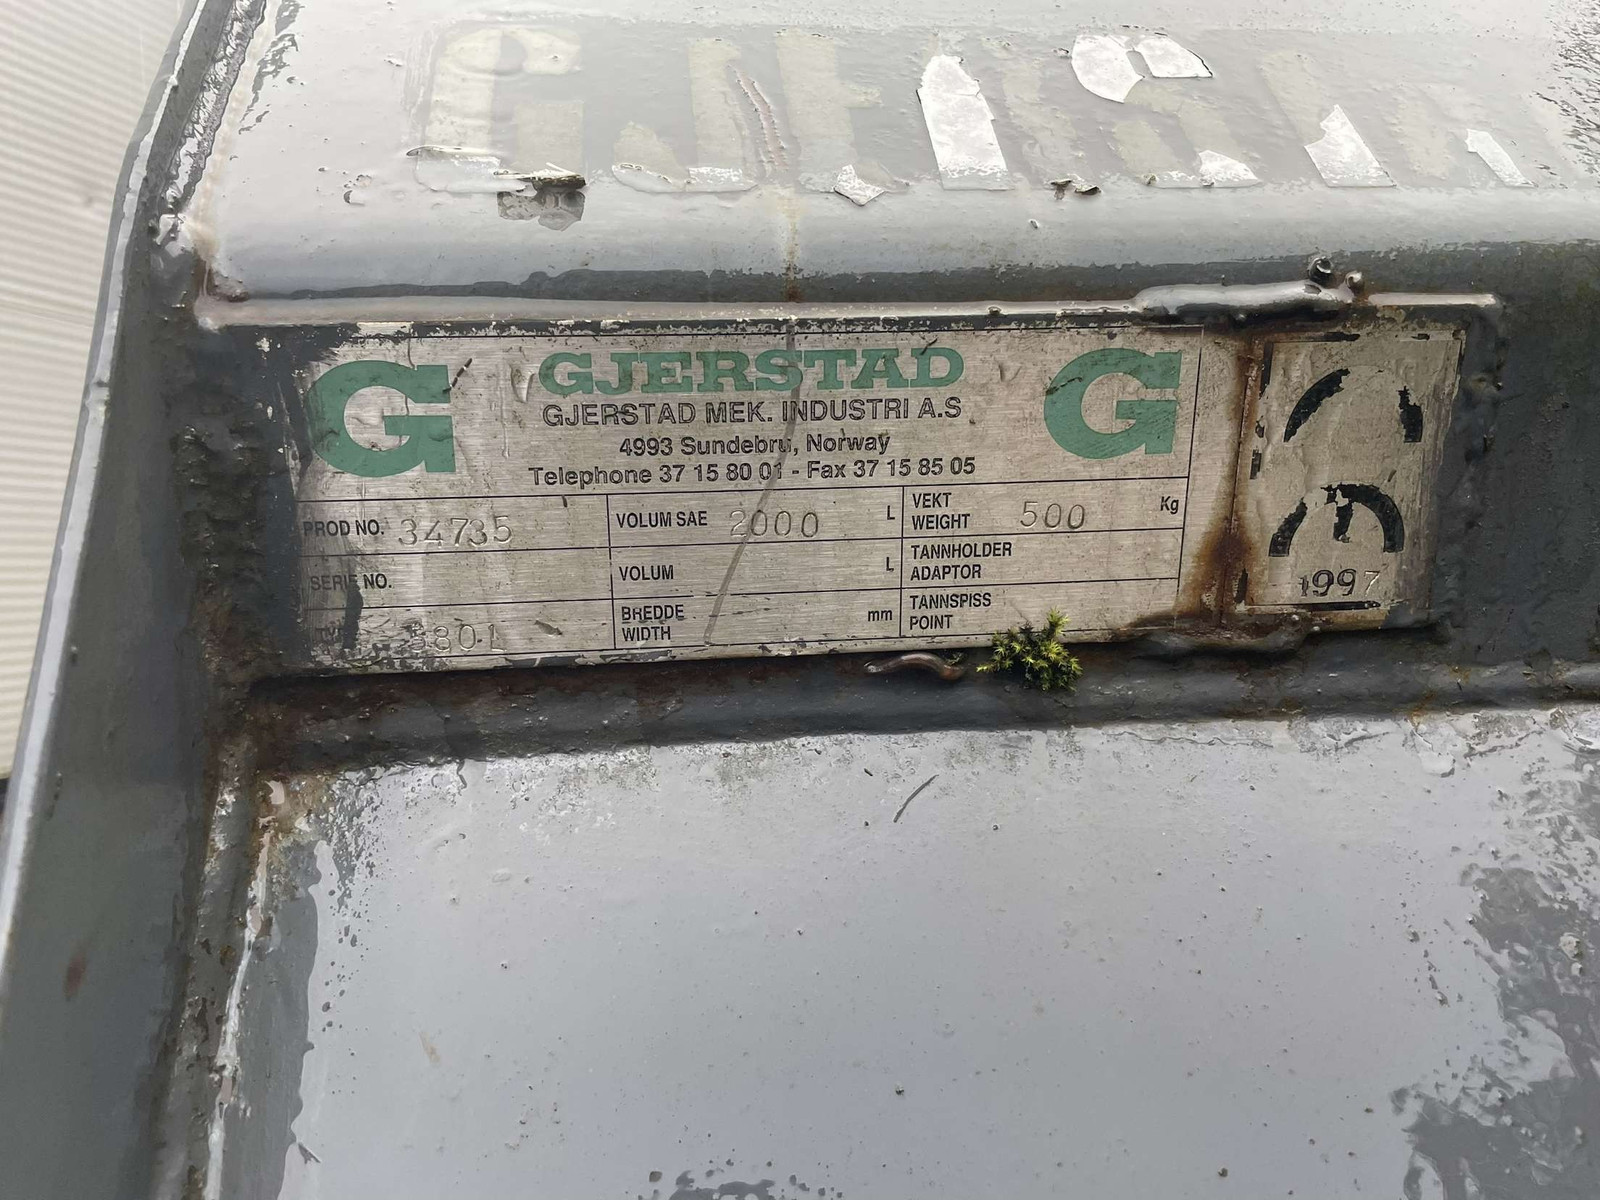 G GJERSTAD G
GJERSTAD MEK. INDUSTRI A.S
4993 Sundebru, Norway
Telephone 37 15 80 01 - Fax 37 15 85 05
PROD NO. 34735
VOLUM SAE 2000 L
VEKT
WEIGHT 500 Kg
SERIE NO.
VOLUM L
TANNHOLDER
ADAPTOR
BREDDE
WIDTH mm
TANNSPISS
POINT
CE
1997